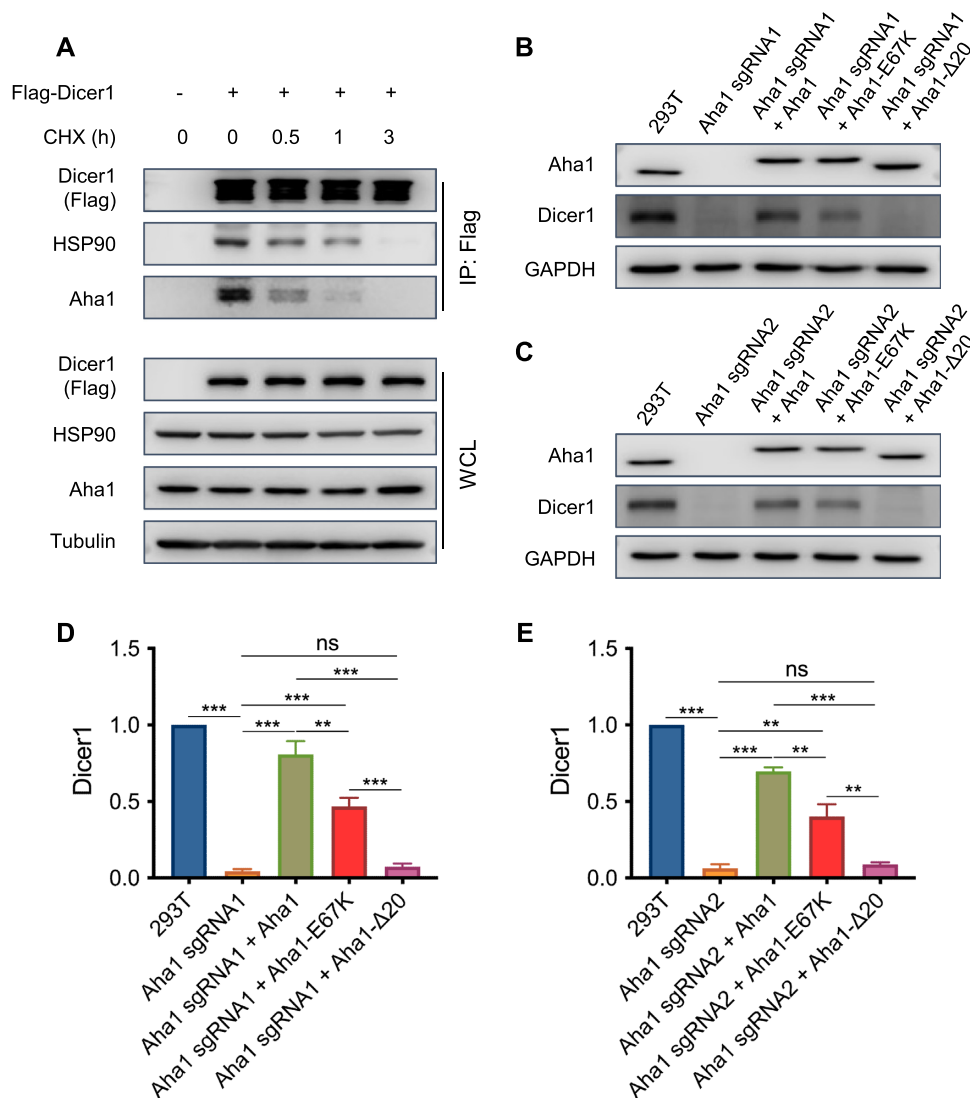 A
Flag-Dicer1 - + + + +
CHX (h) 0 0 0.5 1 3
Dicer1
(Flag)
HSP90
Aha1
IP: Flag
Dicer1
(Flag)
HSP90
Aha1
Tubulin
WCL
B
293T
Aha1 sgRNA1
Aha1 sgRNA1
+ Aha1
Aha1 sgRNA1
+ Aha1-E67K
Aha1 sgRNA1
+ Aha1-Δ20
Aha1
Dicer1
GAPDH
C
293T
Aha1 sgRNA2
Aha1 sgRNA2
+ Aha1
Aha1 sgRNA2
+ Aha1-E67K
Aha1 sgRNA2
+ Aha1-Δ20
Aha1
Dicer1
GAPDH
D
Dicer1
1.5
1.0
0.5
0.0
ns
***
***
***
***
**
***
293T
Aha1 sgRNA1
Aha1 sgRNA1 + Aha1
Aha1 sgRNA1 + Aha1-E67K
Aha1 sgRNA1 + Aha1-Δ20
E
Dicer1
1.5
1.0
0.5
0.0
ns
***
***
**
***
**
**
293T
Aha1 sgRNA2
Aha1 sgRNA2 + Aha1
Aha1 sgRNA2 + Aha1-E67K
Aha1 sgRNA2 + Aha1-Δ20